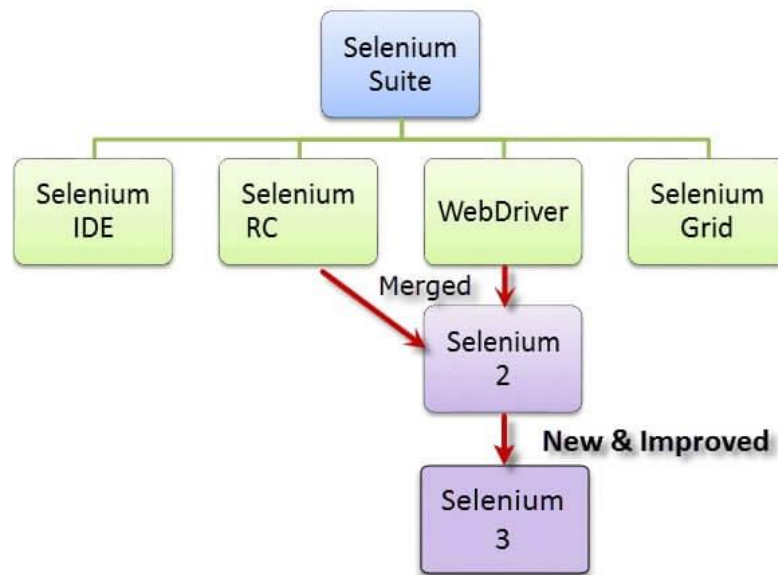 Selenium
Suite
Selenium
IDE
Selenium
RC
WebDriver
Selenium
Grid
Merged
Selenium
2
New & Improved
Selenium
3